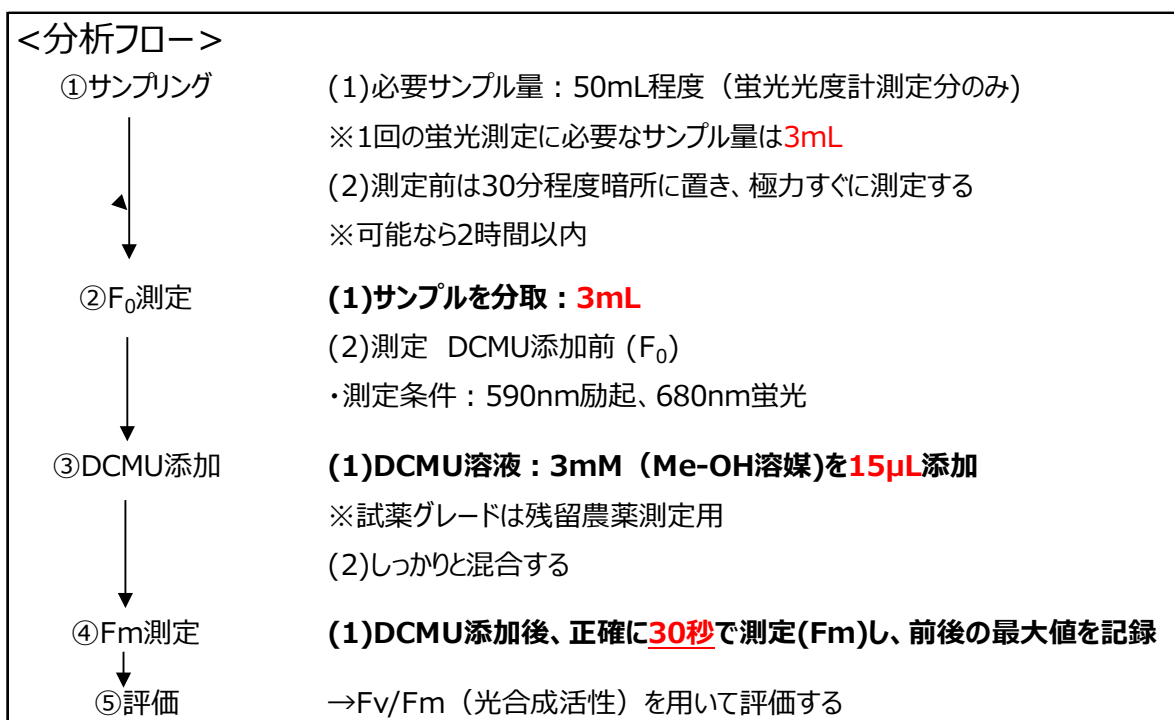 <分析フロー>
①サンプリング (1)必要サンプル量：50mL程度（蛍光光度計測定分のみ)
※1回の蛍光測定に必要なサンプル量は3mL
(2)測定前は30分程度暗所に置き、極力すぐに測定する
※可能なら2時間以内
②F₀測定 (1)サンプルを分取：3mL
(2)測定 DCMU添加前 (F₀)
・測定条件：590nm励起、680nm蛍光
③DCMU添加 (1)DCMU溶液：3mM（Me-OH溶媒)を15μL添加
※試薬グレードは残留農薬測定用
(2)しっかりと混合する
④Fm測定 (1)DCMU添加後、正確に30秒で測定(Fm)し、前後の最大値を記録
⑤評価 →Fv/Fm（光合成活性）を用いて評価する